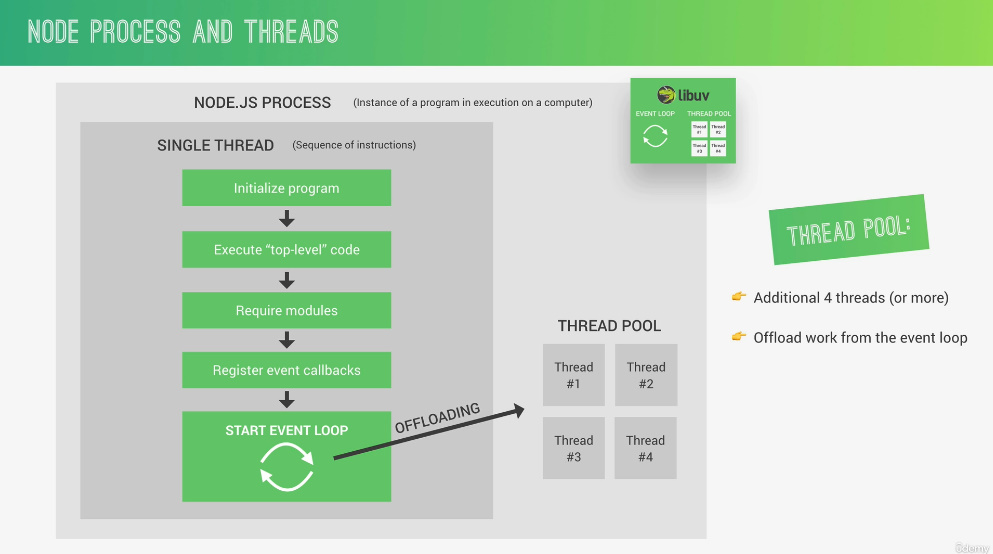 NODE PROCESS AND THREADS
NODE.JS PROCESS (Instance of a program in execution on a computer)
libuv
EVENT LOOP THREAD POOL
Thread #1 Thread #2
Thread #3 Thread #4
SINGLE THREAD (Sequence of instructions)
Initialize program
Execute “top-level” code
Require modules
Register event callbacks
START EVENT LOOP
OFFLOADING
THREAD POOL
Thread #1
Thread #2
Thread #3
Thread #4
THREAD POOL:
Additional 4 threads (or more)
Offload work from the event loop
ûdemy